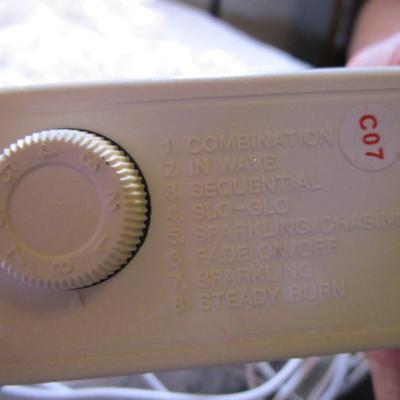 1. COMBINATION
2. IN WAVE
3. SEQUENTIAL
4. SLO-GLO
5. SPARKLING/CHASING
6. FADE ON/OFF
7. SPARKLING
8. STEADY BURN
C07